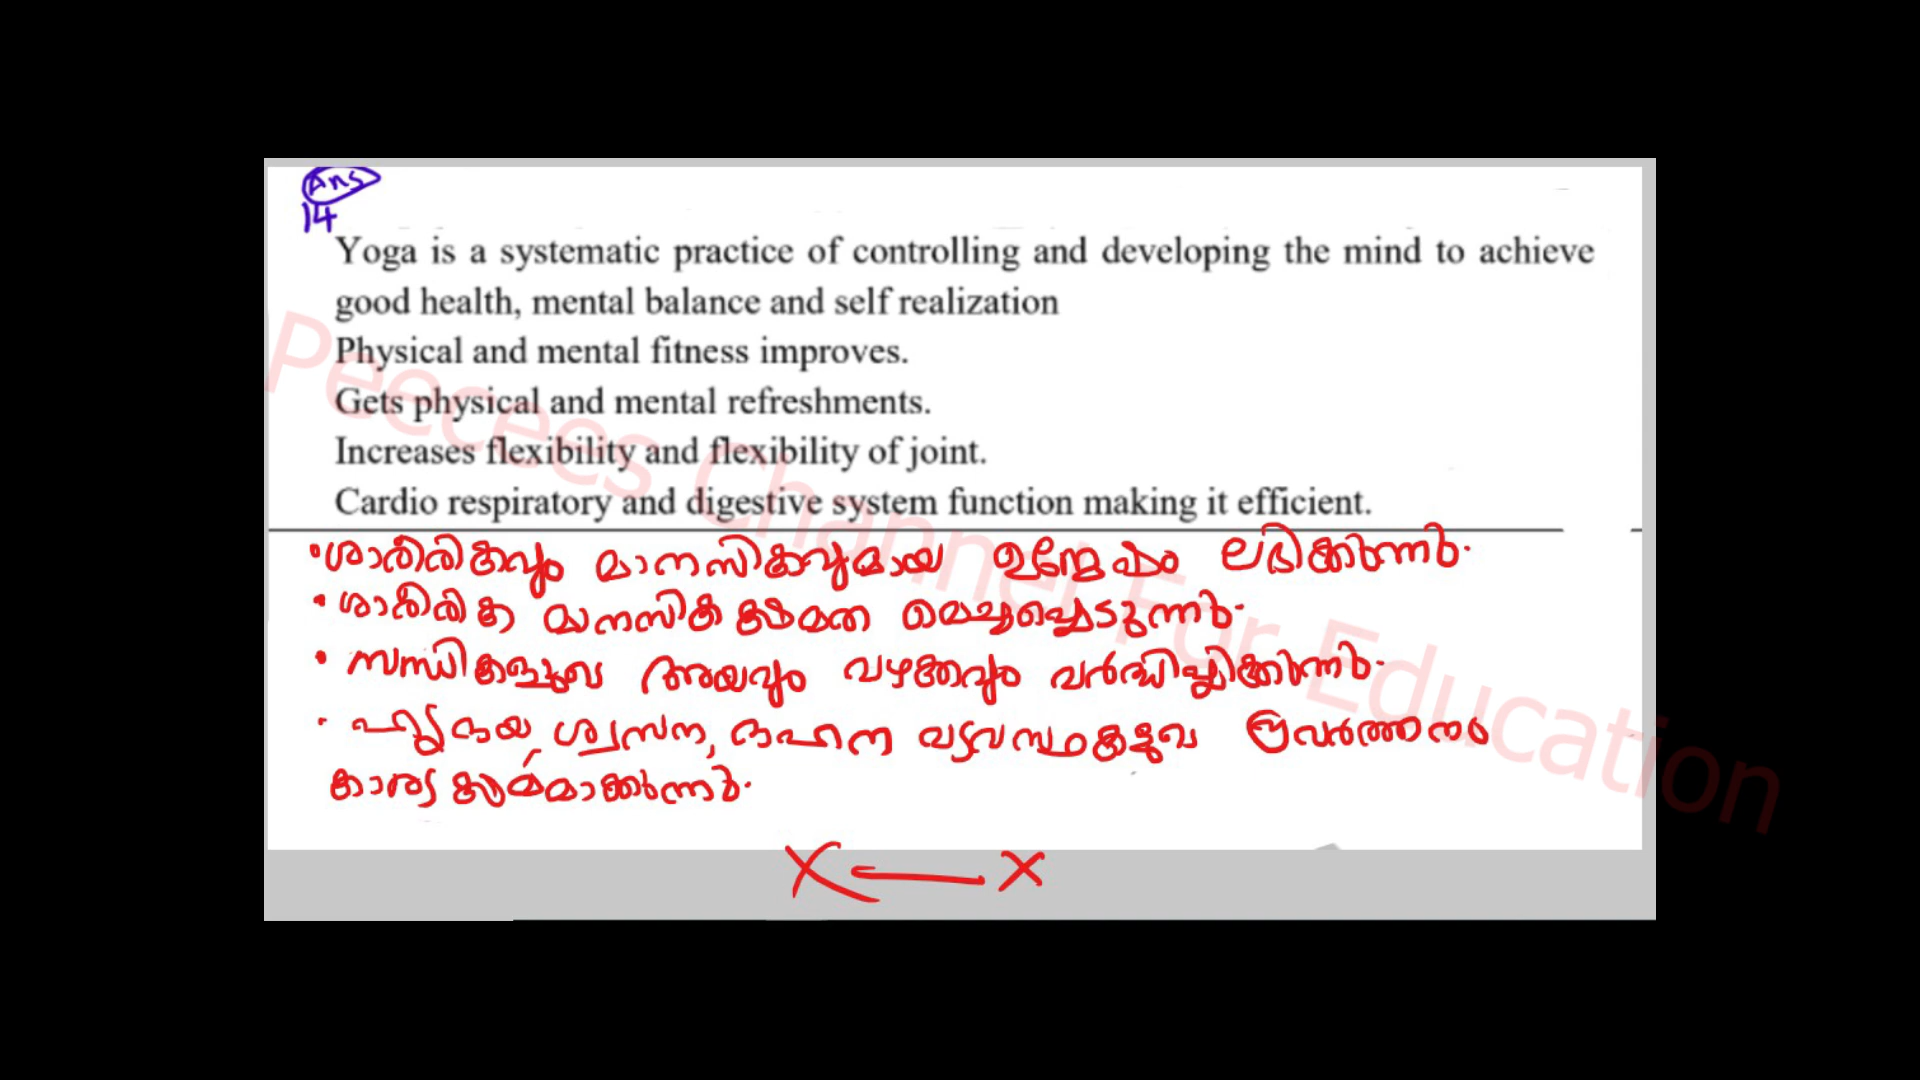 Ans
14
Yoga is a systematic practice of controlling and developing the mind to achieve
good health, mental balance and self realization
Physical and mental fitness improves.
Gets physical and mental refreshments.
Increases flexibility and flexibility of joint.
Cardio respiratory and digestive system function making it efficient.
•ശാരീരികവും മാനസികവുമായ ഉന്മേഷം ലഭിക്കുന്നു.
•ശാരീരിക മാനസികക്ഷമത മെച്ചപ്പെടുന്നു.
• സന്ധികളുടെ അയവും വഴക്കവും വർദ്ധിപ്പിക്കുന്നു.
• ഹൃദയ, ശ്വസന, ദഹന വ്യവസ്ഥകളുടെ പ്രവർത്തനം
കാര്യക്ഷമമാക്കുന്നു.
Peecees Channel For Education